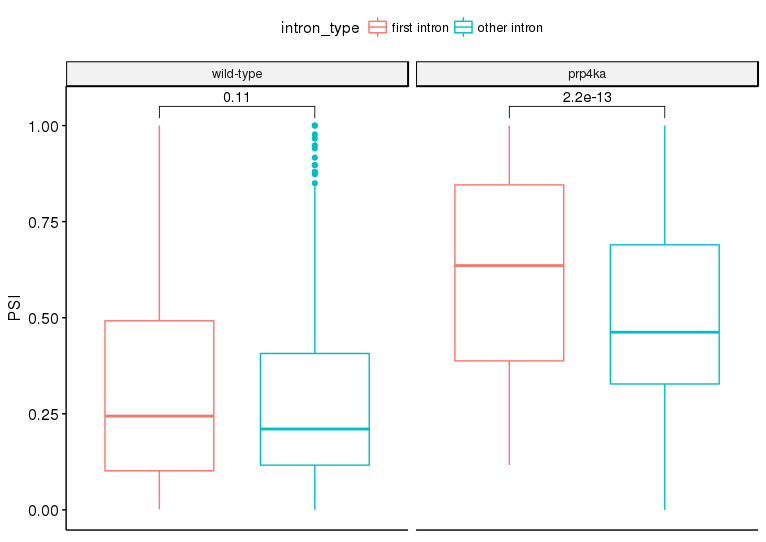 intron_type first intron other intron
wild-type prp4ka
0.11 2.2e-13
1.00
0.75
0.50
0.25
0.00
PSI